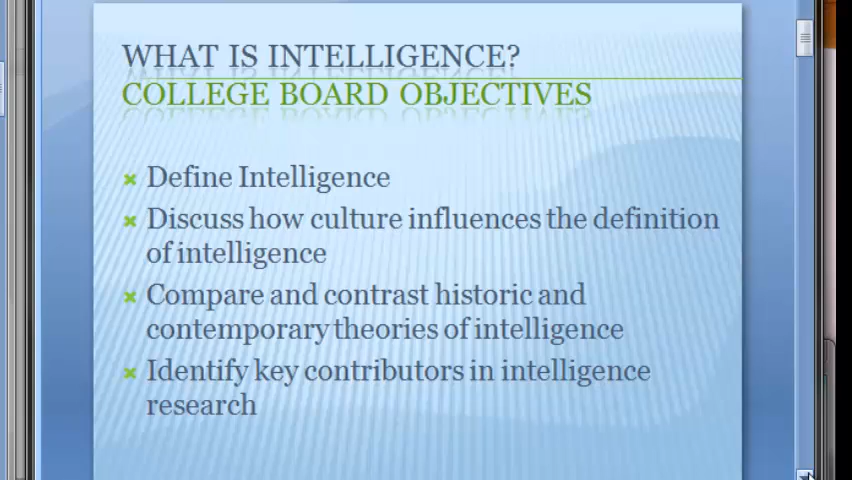 WHAT IS INTELLIGENCE?
COLLEGE BOARD OBJECTIVES
Define Intelligence
Discuss how culture influences the definition
of intelligence
Compare and contrast historic and
contemporary theories of intelligence
Identify key contributors in intelligence
research